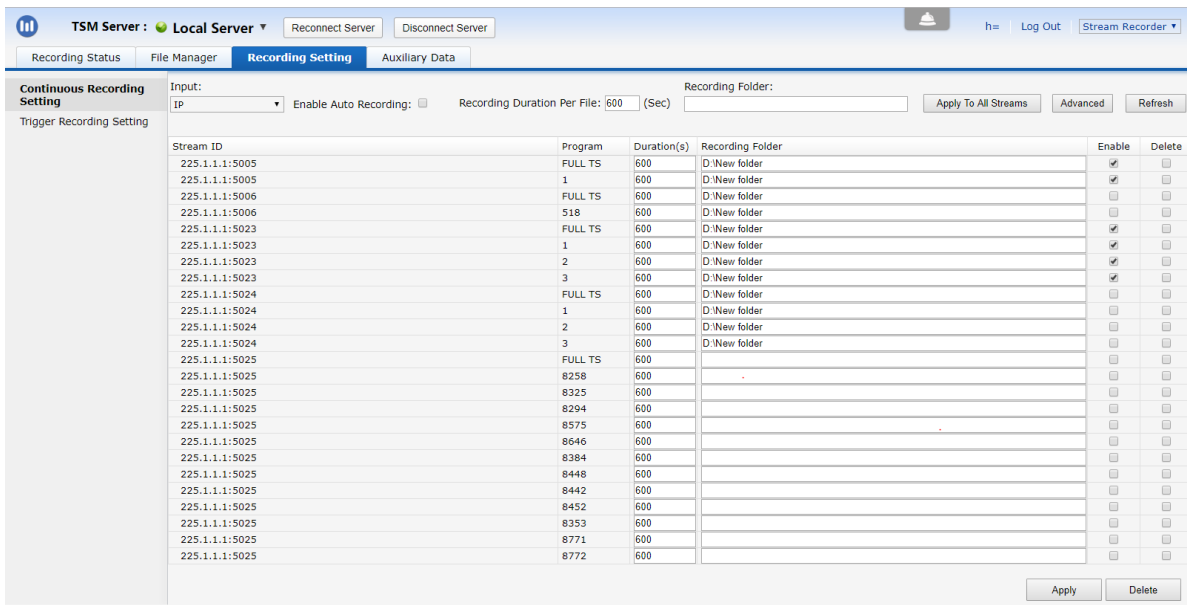 TSM Server : Local Server ▼ Reconnect Server Disconnect Server h= Log Out Stream Recorder ▼
Recording Status File Manager Recording Setting Auxiliary Data
Continuous Recording Setting
Trigger Recording Setting
Input: Recording Folder:
IP ▼ Enable Auto Recording: Recording Duration Per File: 600 (Sec) Apply To All Streams Advanced Refresh
Stream ID Program Duration(s) Recording Folder Enable Delete
225.1.1.1:5005 FULL TS 600 D:\New folder
225.1.1.1:5005 1 600 D:\New folder
225.1.1.1:5006 FULL TS 600 D:\New folder
225.1.1.1:5006 518 600 D:\New folder
225.1.1.1:5023 FULL TS 600 D:\New folder
225.1.1.1:5023 1 600 D:\New folder
225.1.1.1:5023 2 600 D:\New folder
225.1.1.1:5023 3 600 D:\New folder
225.1.1.1:5024 FULL TS 600 D:\New folder
225.1.1.1:5024 1 600 D:\New folder
225.1.1.1:5024 2 600 D:\New folder
225.1.1.1:5024 3 600 D:\New folder
225.1.1.1:5025 FULL TS 600
225.1.1.1:5025 8258 600
225.1.1.1:5025 8325 600
225.1.1.1:5025 8294 600
225.1.1.1:5025 8575 600
225.1.1.1:5025 8646 600
225.1.1.1:5025 8384 600
225.1.1.1:5025 8448 600
225.1.1.1:5025 8442 600
225.1.1.1:5025 8452 600
225.1.1.1:5025 8353 600
225.1.1.1:5025 8771 600
225.1.1.1:5025 8772 600
Apply Delete